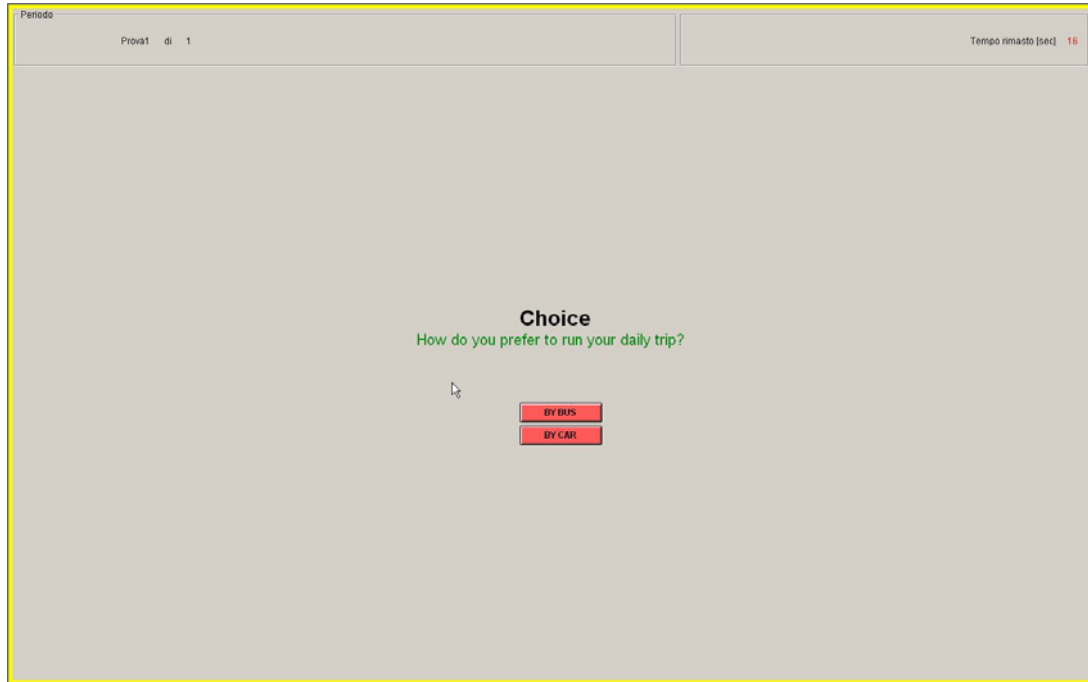 Periodo
Prova1 di 1
Tempo rimasto [sec] 16
Choice
How do you prefer to run your daily trip?
BY BUS
BY CAR